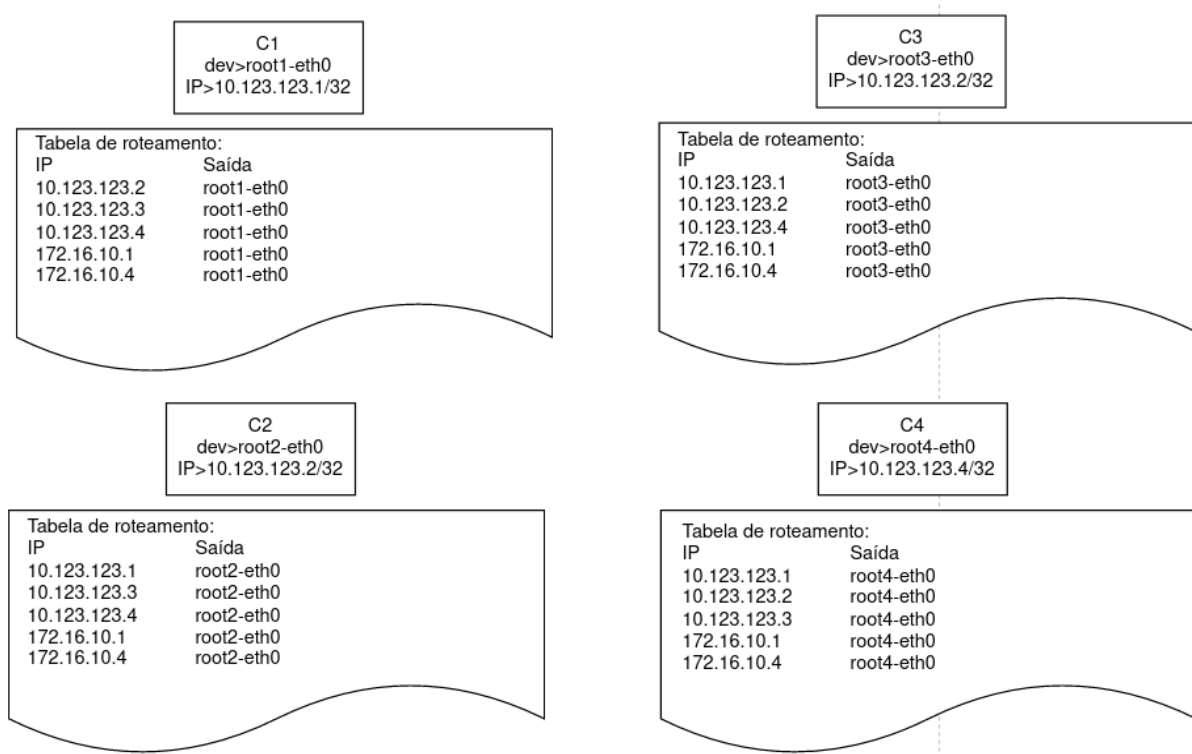 C1
dev>root1-eth0
IP>10.123.123.1/32
Tabela de roteamento:
IP Saída
10.123.123.2 root1-eth0
10.123.123.3 root1-eth0
10.123.123.4 root1-eth0
172.16.10.1 root1-eth0
172.16.10.4 root1-eth0
C3
dev>root3-eth0
IP>10.123.123.2/32
Tabela de roteamento:
IP Saída
10.123.123.1 root3-eth0
10.123.123.2 root3-eth0
10.123.123.4 root3-eth0
172.16.10.1 root3-eth0
172.16.10.4 root3-eth0
C2
dev>root2-eth0
IP>10.123.123.2/32
Tabela de roteamento:
IP Saída
10.123.123.1 root2-eth0
10.123.123.3 root2-eth0
10.123.123.4 root2-eth0
172.16.10.1 root2-eth0
172.16.10.4 root2-eth0
C4
dev>root4-eth0
IP>10.123.123.4/32
Tabela de roteamento:
IP Saída
10.123.123.1 root4-eth0
10.123.123.2 root4-eth0
10.123.123.3 root4-eth0
172.16.10.1 root4-eth0
172.16.10.4 root4-eth0